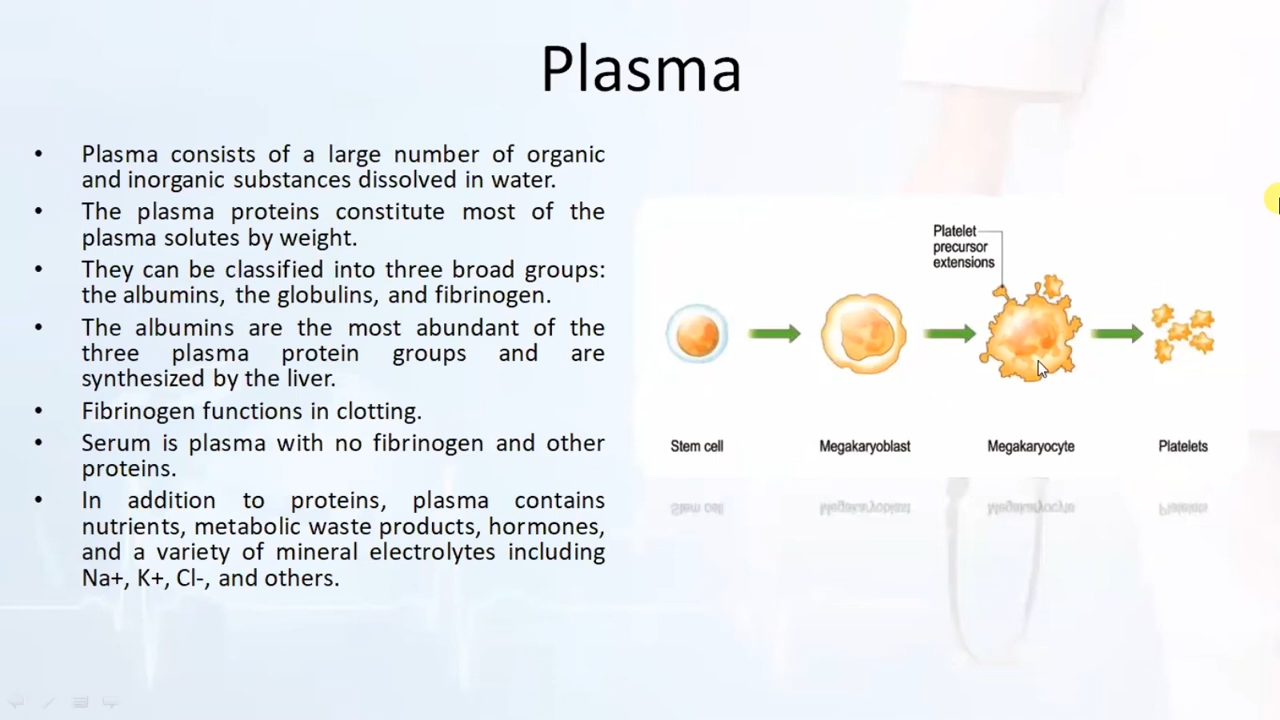 Plasma
• Plasma consists of a large number of organic
and inorganic substances dissolved in water.
• The plasma proteins constitute most of the
plasma solutes by weight.
• They can be classified into three broad groups:
the albumins, the globulins, and fibrinogen.
• The albumins are the most abundant of the
three plasma protein groups and are
synthesized by the liver.
• Fibrinogen functions in clotting.
• Serum is plasma with no fibrinogen and other
proteins.
• In addition to proteins, plasma contains
nutrients, metabolic waste products, hormones,
and a variety of mineral electrolytes including
Na+, K+, Cl-, and others.
Platelet
precursor
extensions
Stem cell
Megakaryoblast
Megakaryocyte
Platelets